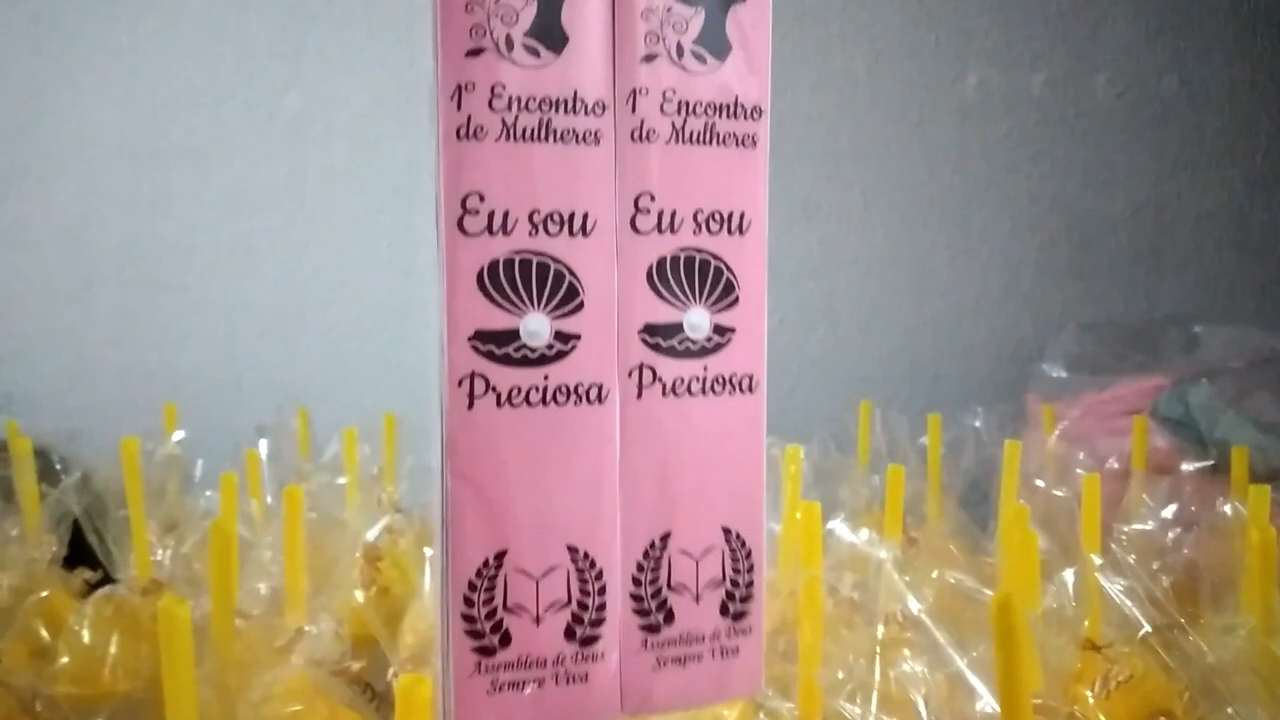 1º Encontro
de Mulheres
Eu sou
Preciosa
Assembleia de Deus
Sempre Viva
1º Encontro
de Mulheres
Eu sou
Preciosa
Assembleia de Deus
Sempre Viva